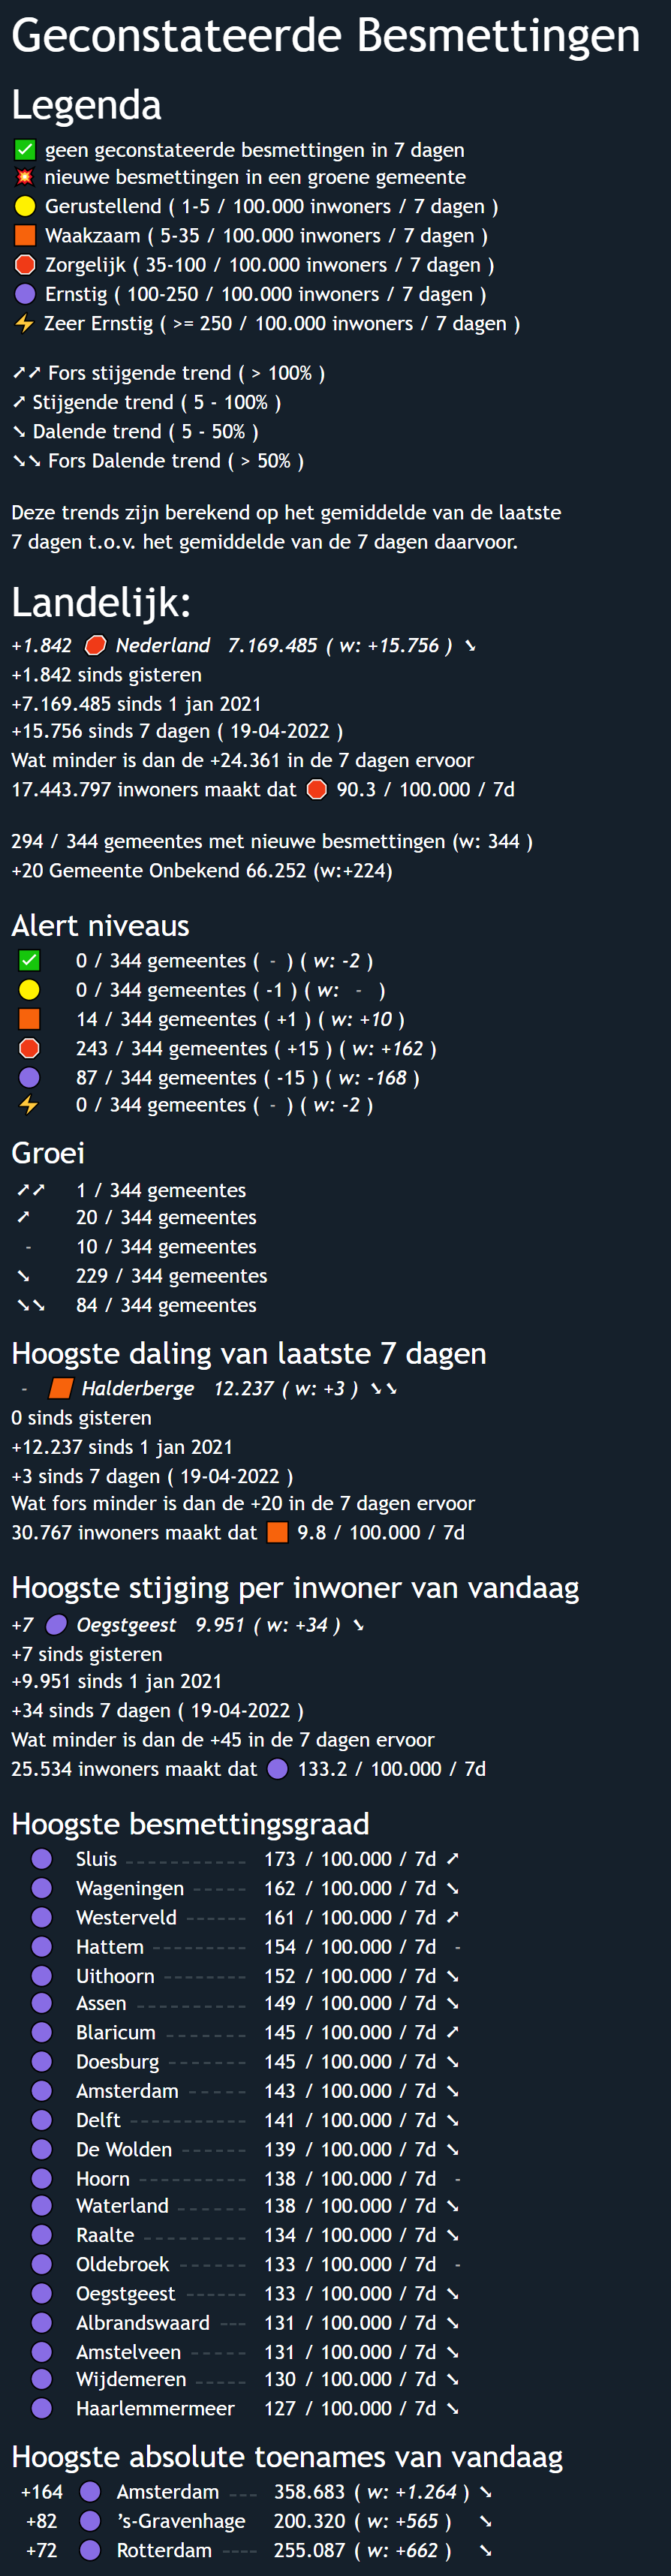 Geconstateerde Besmettingen
Legenda
✅ geen geconstateerde besmettingen in 7 dagen
💥 nieuwe besmettingen in een groene gemeente
🟡 Gerustellend ( 1-5 / 100.000 inwoners / 7 dagen )
🟧 Waakzaam ( 5-35 / 100.000 inwoners / 7 dagen )
🛑 Zorgelijk ( 35-100 / 100.000 inwoners / 7 dagen )
🟣 Ernstig ( 100-250 / 100.000 inwoners / 7 dagen )
⚡ Zeer Ernstig ( >= 250 / 100.000 inwoners / 7 dagen )
➚➚ Fors stijgende trend ( > 100% )
➚ Stijgende trend ( 5 - 100% )
➘ Dalende trend ( 5 - 50% )
➘➘ Fors Dalende trend ( > 50% )
Deze trends zijn berekend op het gemiddelde van de laatste
7 dagen t.o.v. het gemiddelde van de 7 dagen daarvoor.
Landelijk:
+1.842 🛑 Nederland 7.169.485 ( w: +15.756 ) ➘
+1.842 sinds gisteren
+7.169.485 sinds 1 jan 2021
+15.756 sinds 7 dagen ( 19-04-2022 )
Wat minder is dan de +24.361 in de 7 dagen ervoor
17.443.797 inwoners maakt dat 🛑 90.3 / 100.000 / 7d
294 / 344 gemeentes met nieuwe besmettingen (w: 344 )
+20 Gemeente Onbekend 66.252 (w:+224)
Alert niveaus
✅ 0 / 344 gemeentes ( - ) ( w: -2 )
🟡 0 / 344 gemeentes ( -1 ) ( w: - )
🟧 14 / 344 gemeentes ( +1 ) ( w: +10 )
🛑 243 / 344 gemeentes ( +15 ) ( w: +162 )
🟣 87 / 344 gemeentes ( -15 ) ( w: -168 )
⚡ 0 / 344 gemeentes ( - ) ( w: -2 )
Groei
➚➚ 1 / 344 gemeentes
➚ 20 / 344 gemeentes
- 10 / 344 gemeentes
➘ 229 / 344 gemeentes
➘➘ 84 / 344 gemeentes
Hoogste daling van laatste 7 dagen
- 🟧 Halderberge 12.237 ( w: +3 ) ➘➘
0 sinds gisteren
+12.237 sinds 1 jan 2021
+3 sinds 7 dagen ( 19-04-2022 )
Wat fors minder is dan de +20 in de 7 dagen ervoor
30.767 inwoners maakt dat 🟧 9.8 / 100.000 / 7d
Hoogste stijging per inwoner van vandaag
+7 🟣 Oegstgeest 9.951 ( w: +34 ) ➘
+7 sinds gisteren
+9.951 sinds 1 jan 2021
+34 sinds 7 dagen ( 19-04-2022 )
Wat minder is dan de +45 in de 7 dagen ervoor
25.534 inwoners maakt dat 🟣 133.2 / 100.000 / 7d
Hoogste besmettingsgraad
🟣 Sluis ------------ 173 / 100.000 / 7d ➚
🟣 Wageningen ----- 162 / 100.000 / 7d ➘
🟣 Westerveld ------ 161 / 100.000 / 7d ➚
🟣 Hattem --------- 154 / 100.000 / 7d -
🟣 Uithoorn -------- 152 / 100.000 / 7d ➘
🟣 Assen ----------- 149 / 100.000 / 7d ➘
🟣 Blaricum -------- 145 / 100.000 / 7d ➚
🟣 Doesburg ------- 145 / 100.000 / 7d ➘
🟣 Amsterdam ----- 143 / 100.000 / 7d ➘
🟣 Delft ----------- 141 / 100.000 / 7d ➘
🟣 De Wolden ------ 139 / 100.000 / 7d ➘
🟣 Hoorn ---------- 138 / 100.000 / 7d -
🟣 Waterland ------ 138 / 100.000 / 7d ➘
🟣 Raalte ---------- 134 / 100.000 / 7d ➘
🟣 Oldebroek ------ 133 / 100.000 / 7d -
🟣 Oegstgeest ------ 133 / 100.000 / 7d ➘
🟣 Albrandswaard --- 131 / 100.000 / 7d ➘
🟣 Amstelveen ----- 131 / 100.000 / 7d ➘
🟣 Wijdemeren ----- 130 / 100.000 / 7d ➘
🟣 Haarlemmermeer 127 / 100.000 / 7d ➘
Hoogste absolute toenames van vandaag
+164 🟣 Amsterdam --- 358.683 ( w: +1.264 ) ➘
+82 🟣 ’s-Gravenhage 200.320 ( w: +565 ) ➘
+72 🟣 Rotterdam ---- 255.087 ( w: +662 ) ➘